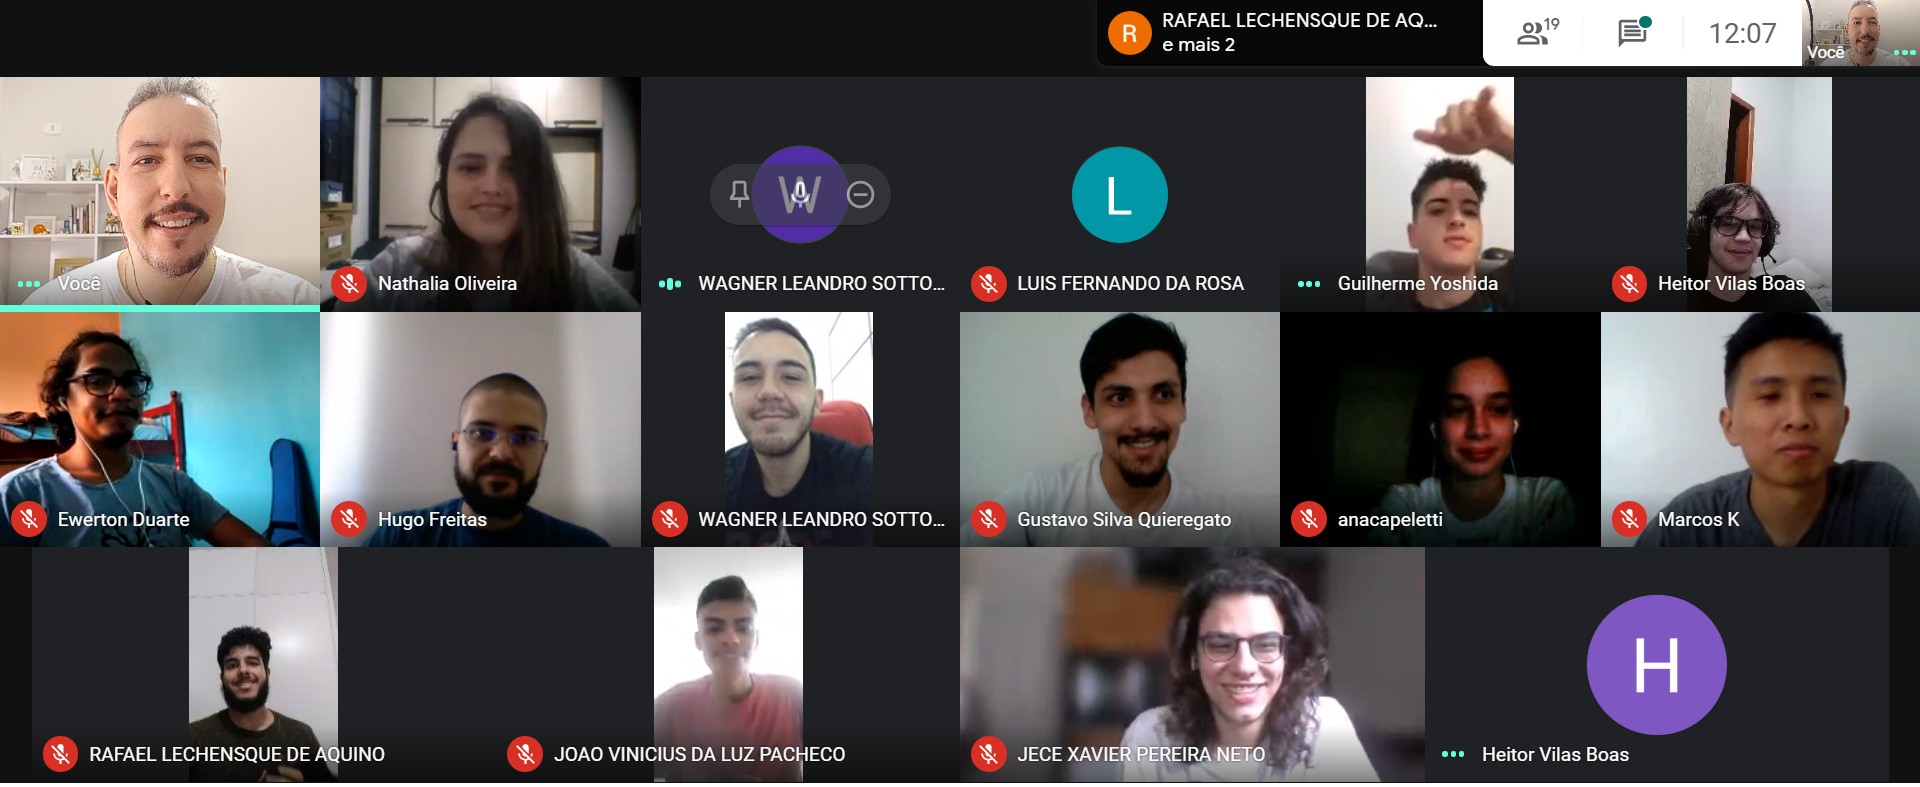 R
RAFAEL LECHENSQUE DE AQ...
e mais 2
19
12:07
Você
Você
Nathalia Oliveira
W
WAGNER LEANDRO SOTTO...
L
LUIS FERNANDO DA ROSA
Guilherme Yoshida
Heitor Vilas Boas
Ewerton Duarte
Hugo Freitas
WAGNER LEANDRO SOTTO...
Gustavo Silva Quieregato
anacapeletti
Marcos K
RAFAEL LECHENSQUE DE AQUINO
JOAO VINICIUS DA LUZ PACHECO
JECE XAVIER PEREIRA NETO
H
Heitor Vilas Boas